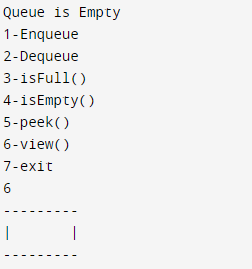 Queue is Empty
1-Enqueue
2-Dequeue
3-isFull()
4-isEmpty()
5-peek()
6-view()
7-exit
6
---------
|       |
---------